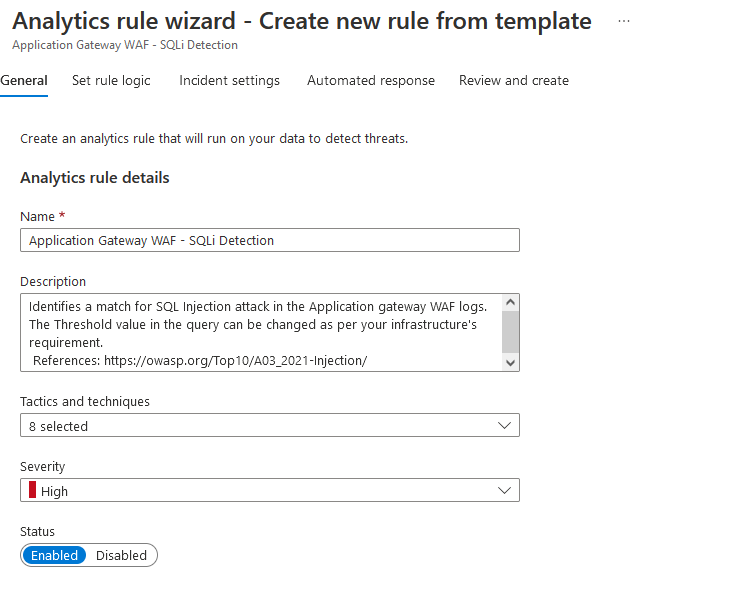 Analytics rule wizard - Create new rule from template ...
Application Gateway WAF - SQLi Detection
General Set rule logic Incident settings Automated response Review and create
Create an analytics rule that will run on your data to detect threats.
Analytics rule details
Name *
Application Gateway WAF - SQLi Detection
Description
Identifies a match for SQL Injection attack in the Application gateway WAF logs.
The Threshold value in the query can be changed as per your infrastructure's
requirement.
References: https://owasp.org/Top10/A03_2021-Injection/
Tactics and techniques
8 selected
Severity
High
Status
Enabled Disabled